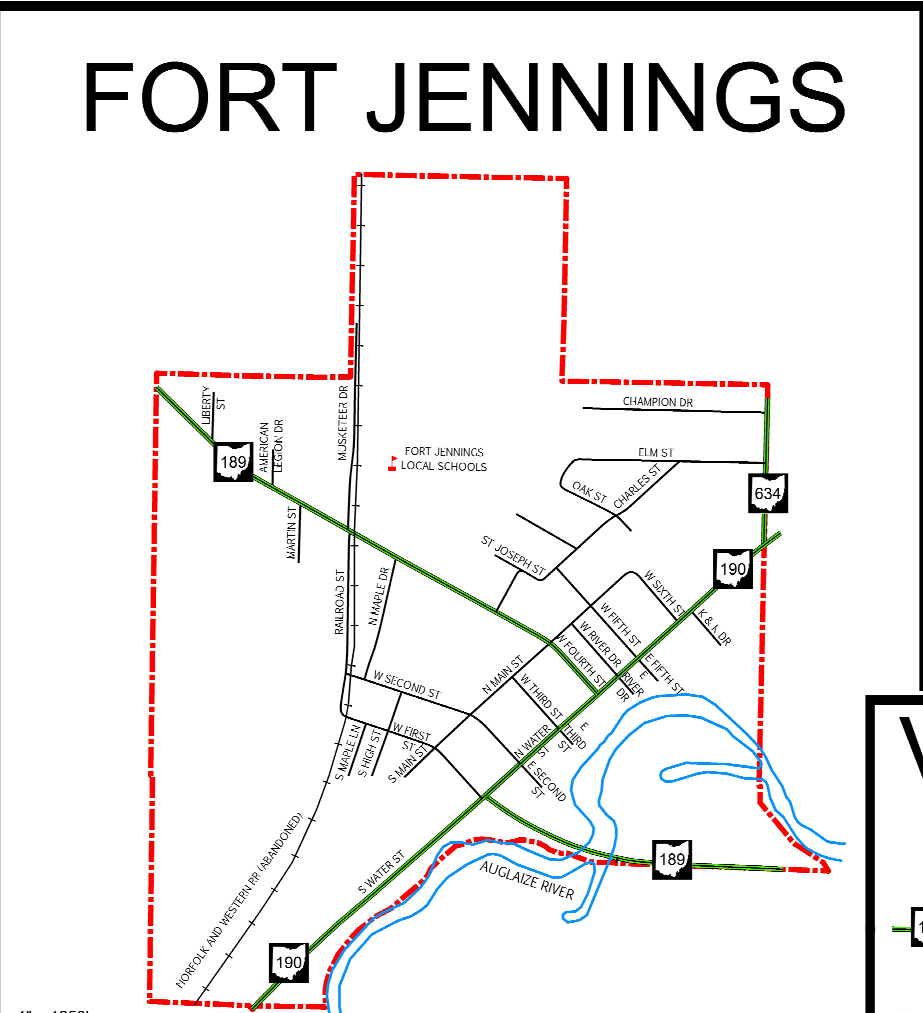 FORT JENNINGS
LIBERTY
ST
189
AMERICAN
LEGION DR
MARTIN ST
MUSKETEER DR
FORT JENNINGS
LOCAL SCHOOLS
CHAMPION DR
ELM ST
CHARLES ST
OAK ST
634
ST JOSEPH ST
190
RAILROAD ST
N MAPLE DR
W SIXTH ST
K & A DR
W FIFTH ST
E FIFTH ST
W RIVER DR
E
RIVER
DR
W FOURTH ST
N MAIN ST
W SECOND ST
W THIRD ST
E
THIRD
ST
N WATER
ST
W FIRST
ST
S MAIN ST
S MAPLE LN
S HIGH ST
E SECOND
ST
NORFOLK AND WESTERN RR (ABANDONED)
S WATER ST
AUGLAIZE RIVER
189
190